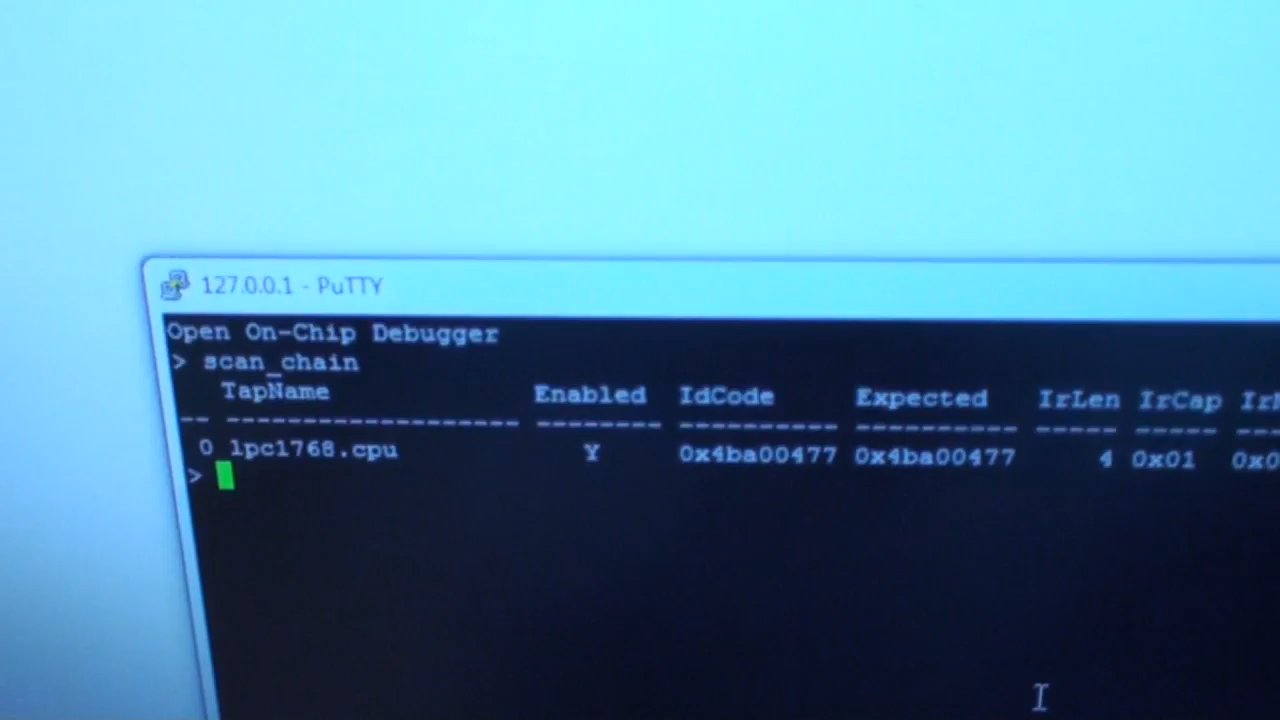 127.0.0.1 - PuTTY
Open On-Chip Debugger
> scan_chain
TapName Enabled IdCode Expected IrLen IrCap
-- ------------------- -------- ---------- ---------- ----- ----- 
0 lpc1768.cpu Y 0x4ba00477 0x4ba00477 4 0x01 0x0
>